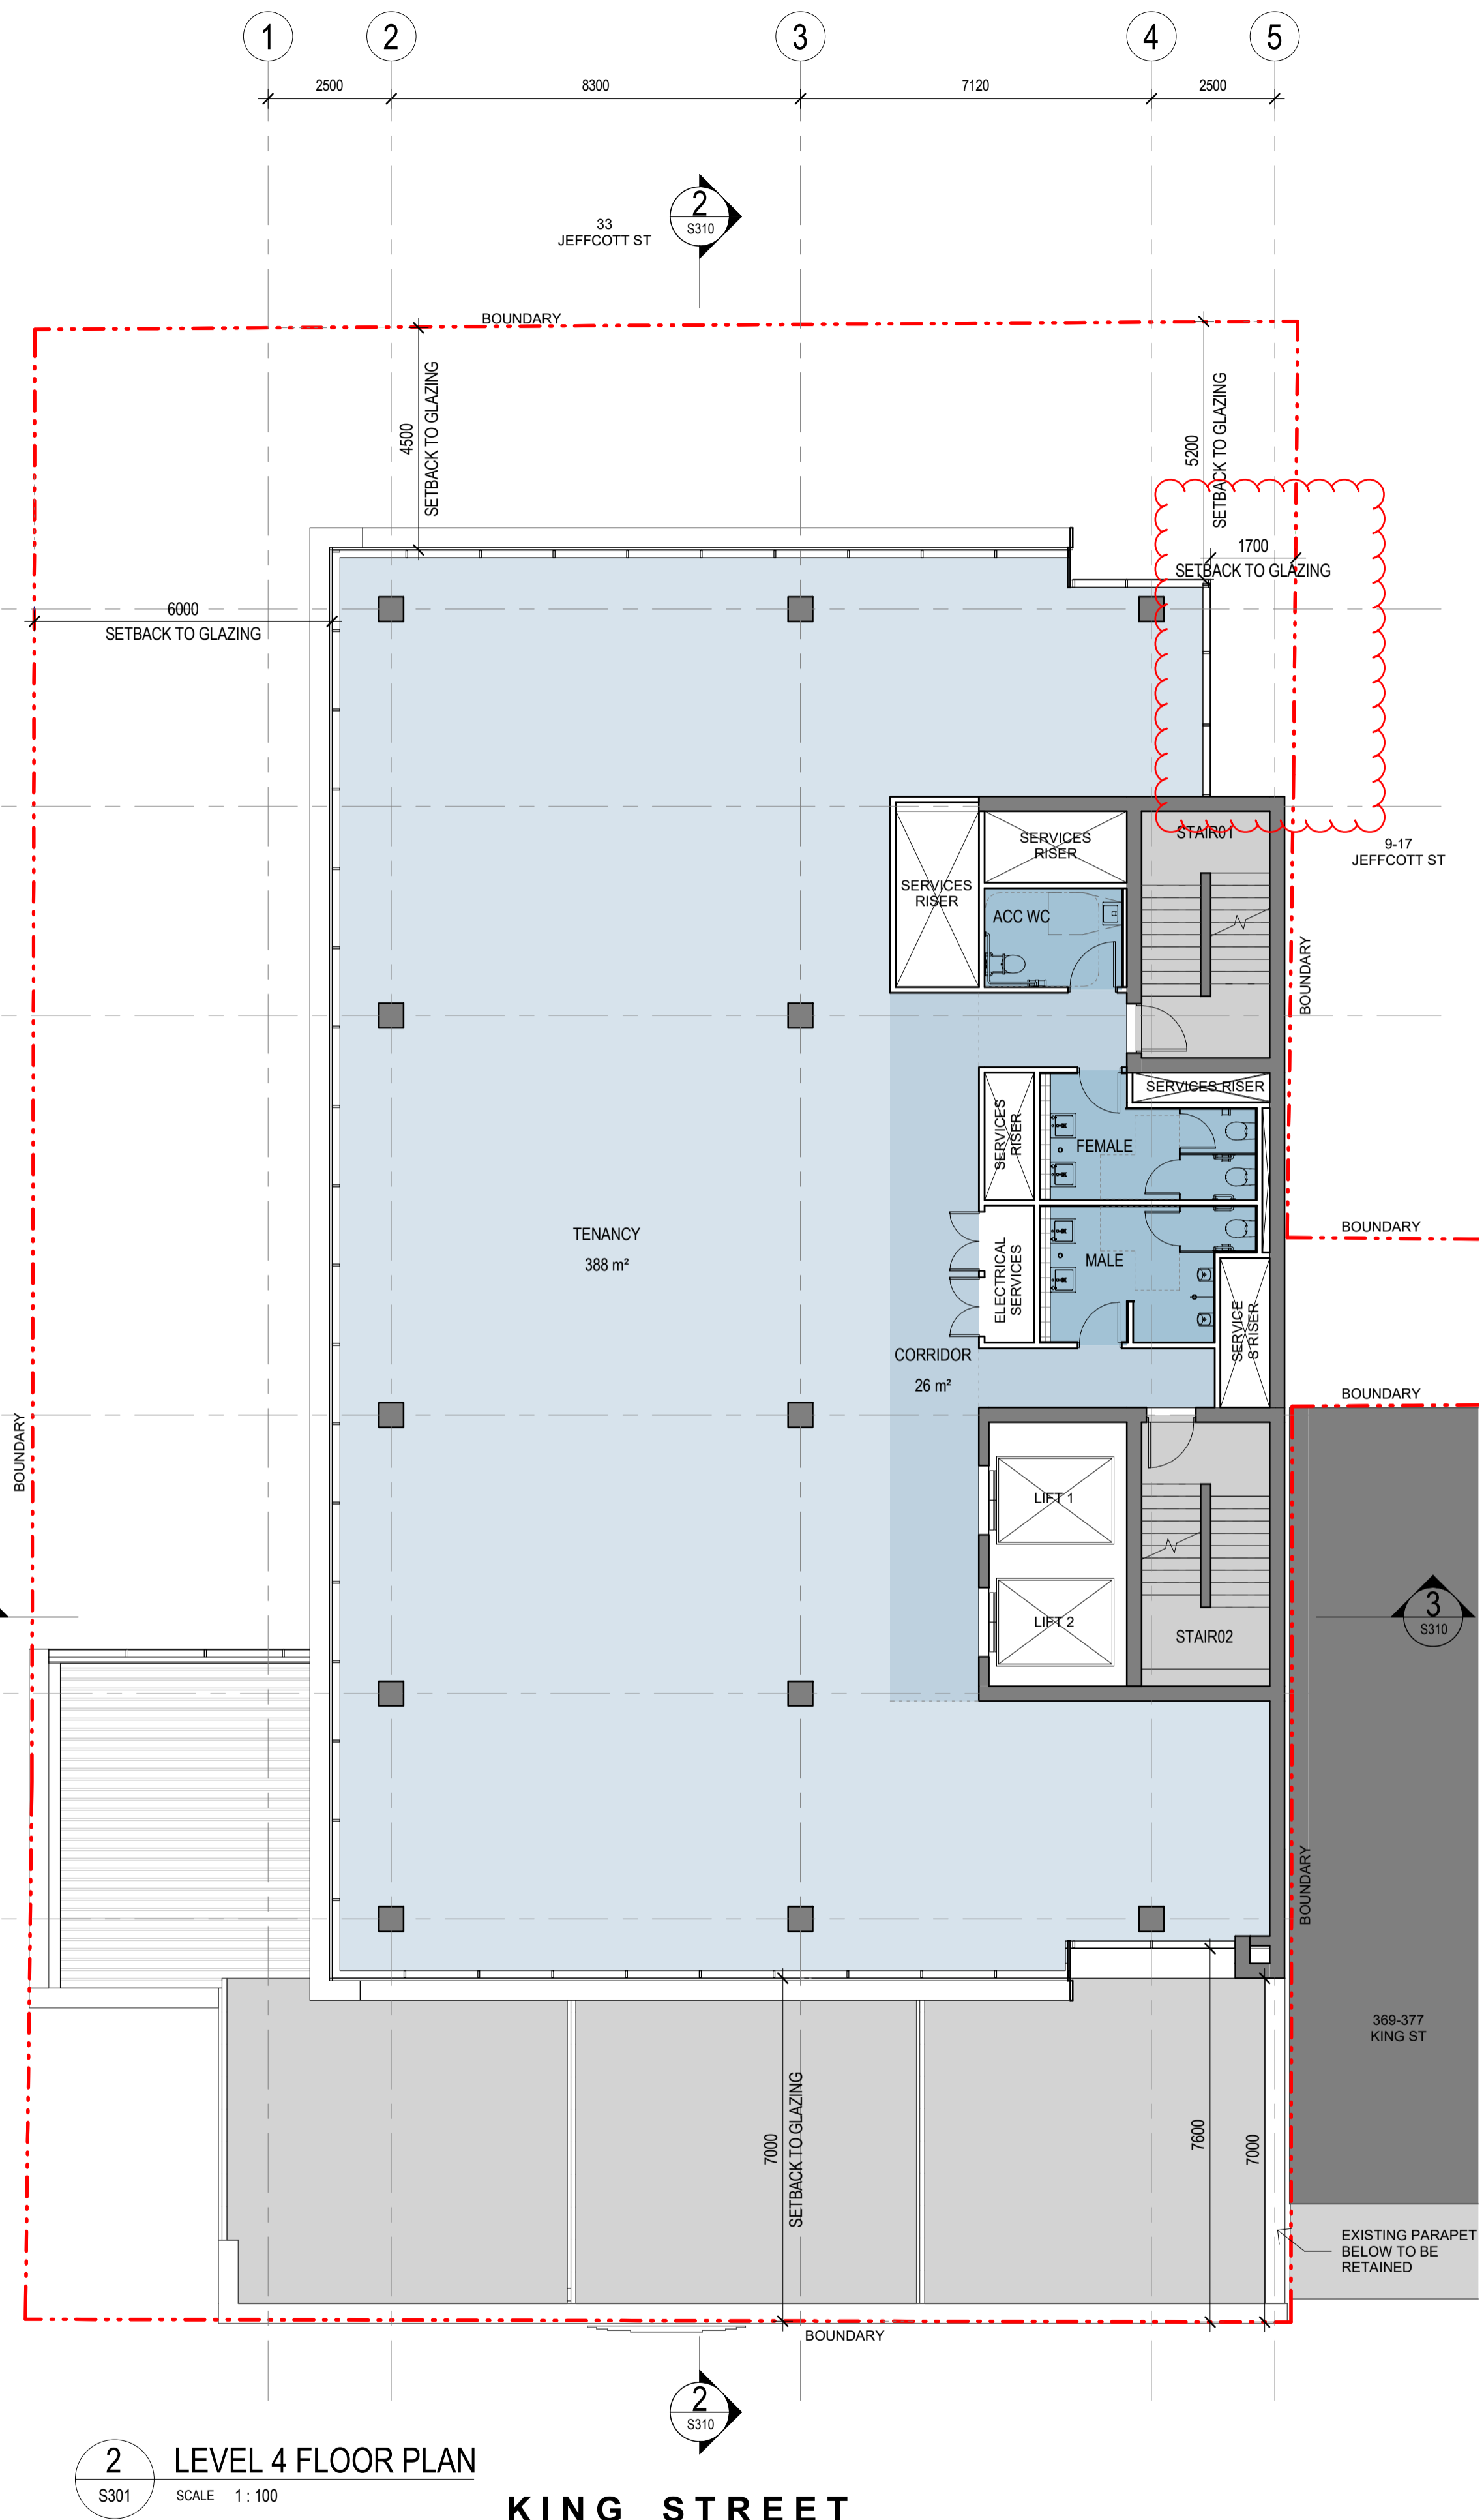 1
2
3
4
5
2500
8300
7120
2500
2
S310
33
JEFFCOTT ST
BOUNDARY
4500
SETBACK TO GLAZING
5200
SETBACK TO GLAZING
1700
SETBACK TO GLAZING
6000
SETBACK TO GLAZING
STAIR01
9-17
JEFFCOTT ST
SERVICES
RISER
SERVICES
RISER
ACC WC
BOUNDARY
SERVICES RISER
SERVICES
RISER
FEMALE
BOUNDARY
TENANCY
388 m²
ELECTRICAL
SERVICES
MALE
SERVICE
S RISER
CORRIDOR
26 m²
BOUNDARY
BOUNDARY
LIFT 1
LIFT 2
STAIR02
3
S310
BOUNDARY
369-377
KING ST
7000
SETBACK TO GLAZING
7600
7000
EXISTING PARAPET
BELOW TO BE
RETAINED
BOUNDARY
2
S310
2
S301
LEVEL 4 FLOOR PLAN
SCALE 1 : 100
KING STREET